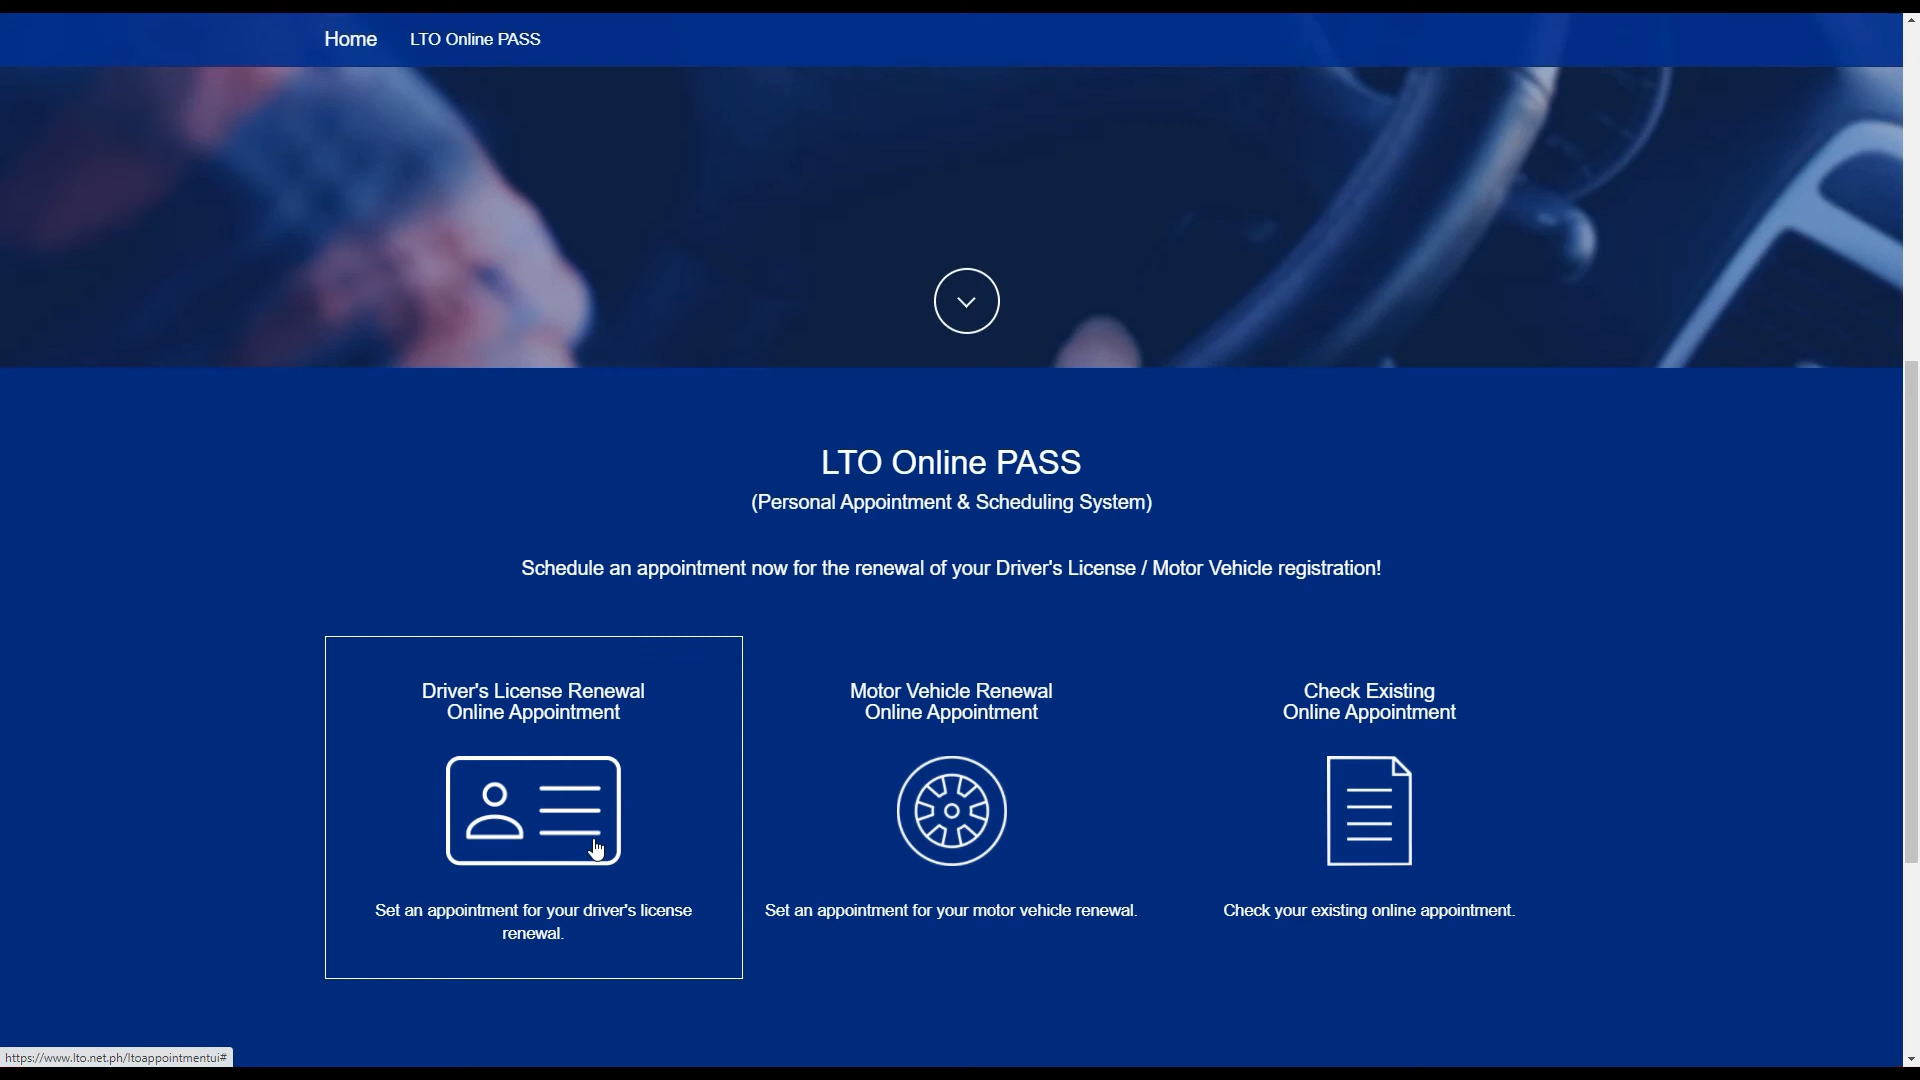 Home
LTO Online PASS
LTO Online PASS
(Personal Appointment & Scheduling System)
Schedule an appointment now for the renewal of your Driver's License / Motor Vehicle registration!
Driver's License Renewal
Online Appointment
Set an appointment for your driver's license
renewal.
Motor Vehicle Renewal
Online Appointment
Set an appointment for your motor vehicle renewal.
Check Existing
Online Appointment
Check your existing online appointment.
https://www.lto.net.ph/ltoappointmentui#